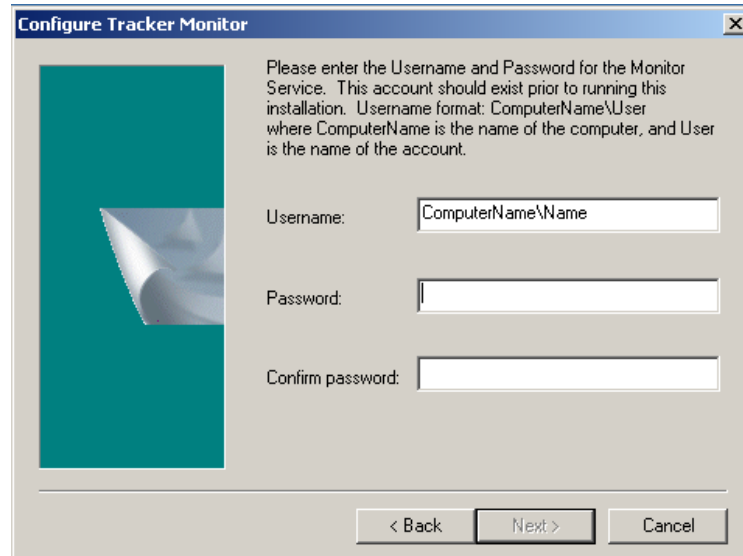 Configure Tracker Monitor
Please enter the Username and Password for the Monitor
Service.  This account should exist prior to running this
installation.  Username format: ComputerName\User
where ComputerName is the name of the computer, and User
is the name of the account.
Username:
ComputerName\Name
Password:
Confirm password:
< Back
Next >
Cancel